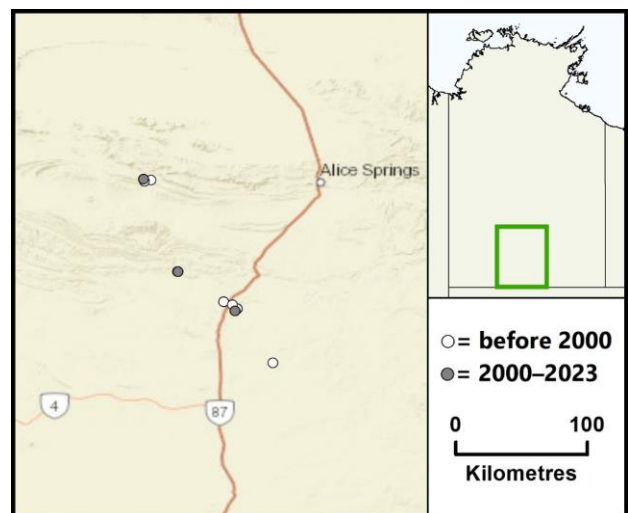 Alice Springs
4
87
○= before 2000
●= 2000–2023
0 100
Kilometres